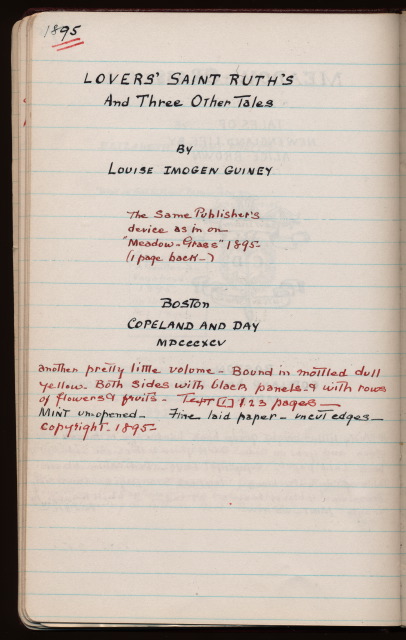 1895
LOVERS' SAINT RUTH'S
And Three Other Tales
By
LOUISE IMOGEN GUINEY
The Same Publisher's
device as in on
"Meadow-Grass" 1895-
(1 page back-)
BOSTON
COPELAND AND DAY
MDCCCXCV
another pretty little volume - Bound in mottled dull
yellow. Both sides with black panels & with rows
of flowers & fruits - Text [1] 123 pages —
MINT un-opened - Fine laid paper - uncut edges —
Copyright - 1895-